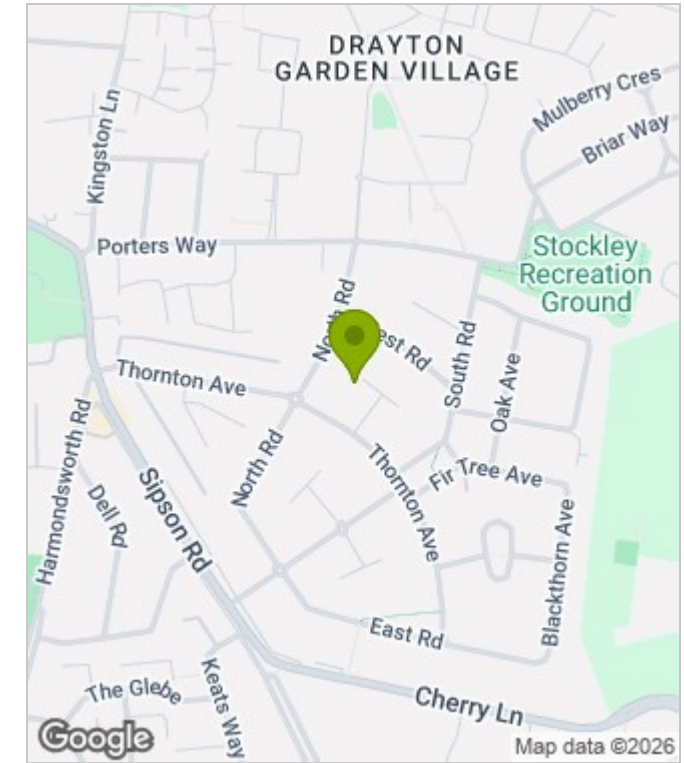 DRAYTON
GARDEN VILLAGE
Mulberry Cres
Briar Way
Kingston Ln
Porters Way
Stockley
Recreation
Ground
North Rd
est Rd
South Rd
Oak Ave
Thornton Ave
Harmondsworth Rd
North Rd
Thornton Ave
Fir Tree Ave
Dell Rd
Sipson Rd
Blackthorn Ave
East Rd
The Glebe
Keats Way
Cherry Ln
Google
Map data ©2026